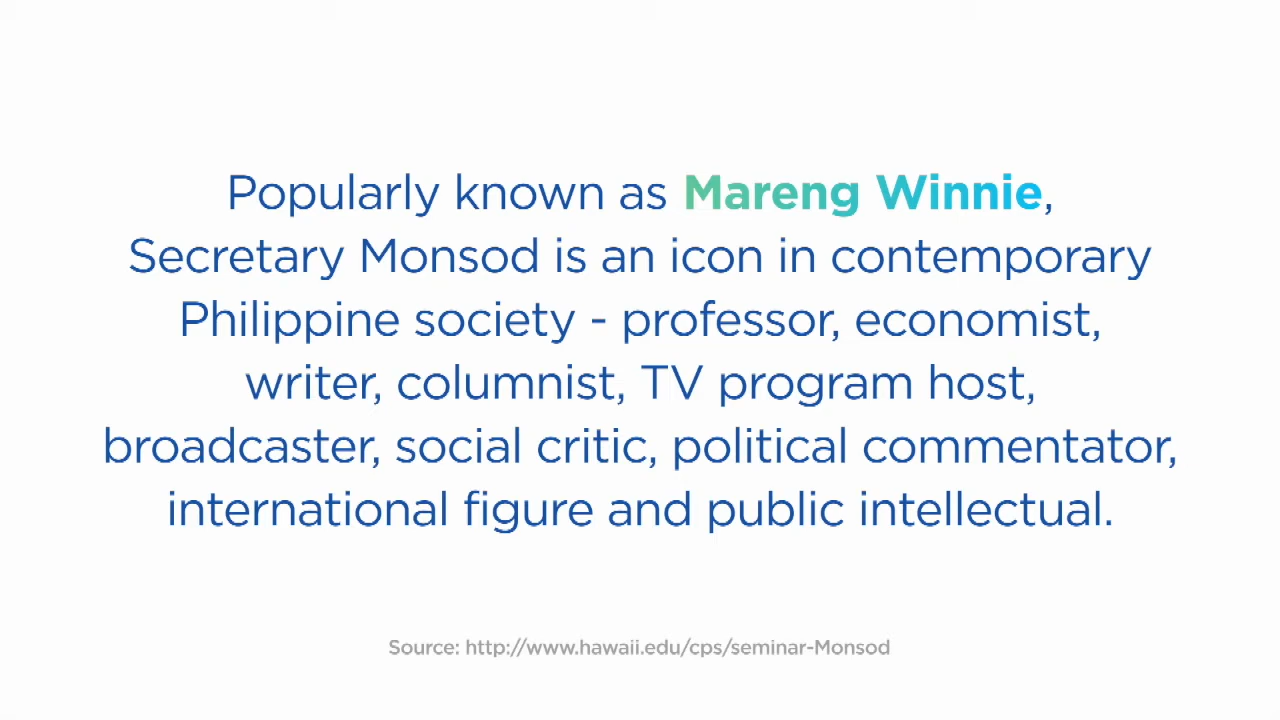 Popularly known as Mareng Winnie,
Secretary Monsod is an icon in contemporary
Philippine society - professor, economist,
writer, columnist, TV program host,
broadcaster, social critic, political commentator,
international figure and public intellectual.
Source: http://www.hawaii.edu/cps/seminar-Monsod